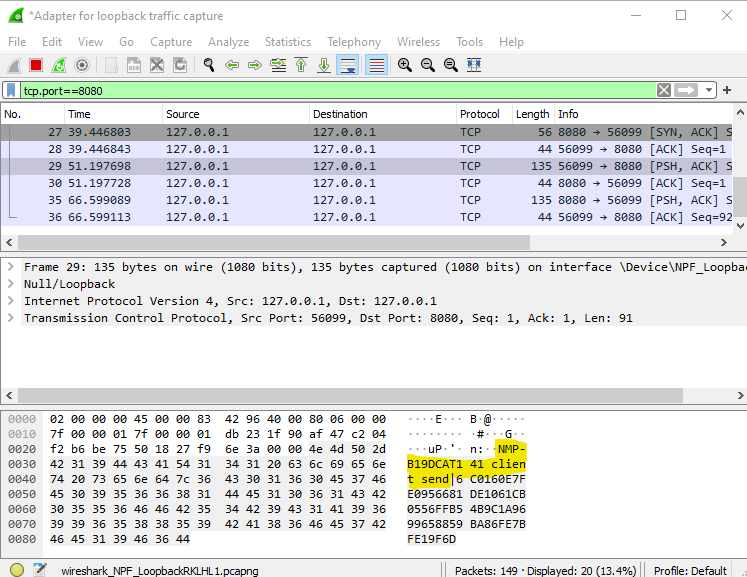 *Adapter for loopback traffic capture
File Edit View Go Capture Analyze Statistics Telephony Wireless Tools Help
tcp.port==8080
No. Time Source Destination Protocol Length Info
27 39.446803 127.0.0.1 127.0.0.1 TCP 56 8080 → 56099 [SYN, ACK] S
28 39.446843 127.0.0.1 127.0.0.1 TCP 44 56099 → 8080 [ACK] Seq=1
29 51.197698 127.0.0.1 127.0.0.1 TCP 135 56099 → 8080 [PSH, ACK] S
30 51.197728 127.0.0.1 127.0.0.1 TCP 44 8080 → 56099 [ACK] Seq=1
35 66.599089 127.0.0.1 127.0.0.1 TCP 135 8080 → 56099 [PSH, ACK] S
36 66.599113 127.0.0.1 127.0.0.1 TCP 44 56099 → 8080 [ACK] Seq=92
Frame 29: 135 bytes on wire (1080 bits), 135 bytes captured (1080 bits) on interface \Device\NPF_Loopba
Null/Loopback
Internet Protocol Version 4, Src: 127.0.0.1, Dst: 127.0.0.1
Transmission Control Protocol, Src Port: 56099, Dst Port: 8080, Seq: 1, Ack: 1, Len: 91
0000 02 00 00 00 45 00 00 83 42 96 40 00 80 06 00 00 ····E··· B·@·····
0010 7f 00 00 01 7f 00 00 01 db 23 1f 90 af 47 c2 04 ········ ·#···G··
0020 f2 b6 be 75 50 18 27 f9 6e 3a 00 00 4e 4d 50 2d ···uP·'· n:··NMP-
0030 42 31 39 44 43 41 54 31 34 31 20 63 6c 69 65 6e B19DCAT1 41 clien
0040 74 20 73 65 6e 64 7c 36 43 30 31 36 30 45 37 46 t send|6 C0160E7F
0050 45 30 39 35 36 36 38 31 44 45 31 30 36 31 43 42 E0956681 DE1061CB
0060 30 35 35 36 46 46 42 35 34 42 39 43 31 41 39 36 0556FFB5 4B9C1A96
0070 39 39 36 35 38 38 35 39 42 41 38 36 46 45 37 42 99658859 BA86FE7B
0080 46 45 31 39 46 36 44 FE19F6D
wireshark_NPF_LoopbackRKLHL1.pcapng Packets: 149 · Displayed: 20 (13.4%) Profile: Default